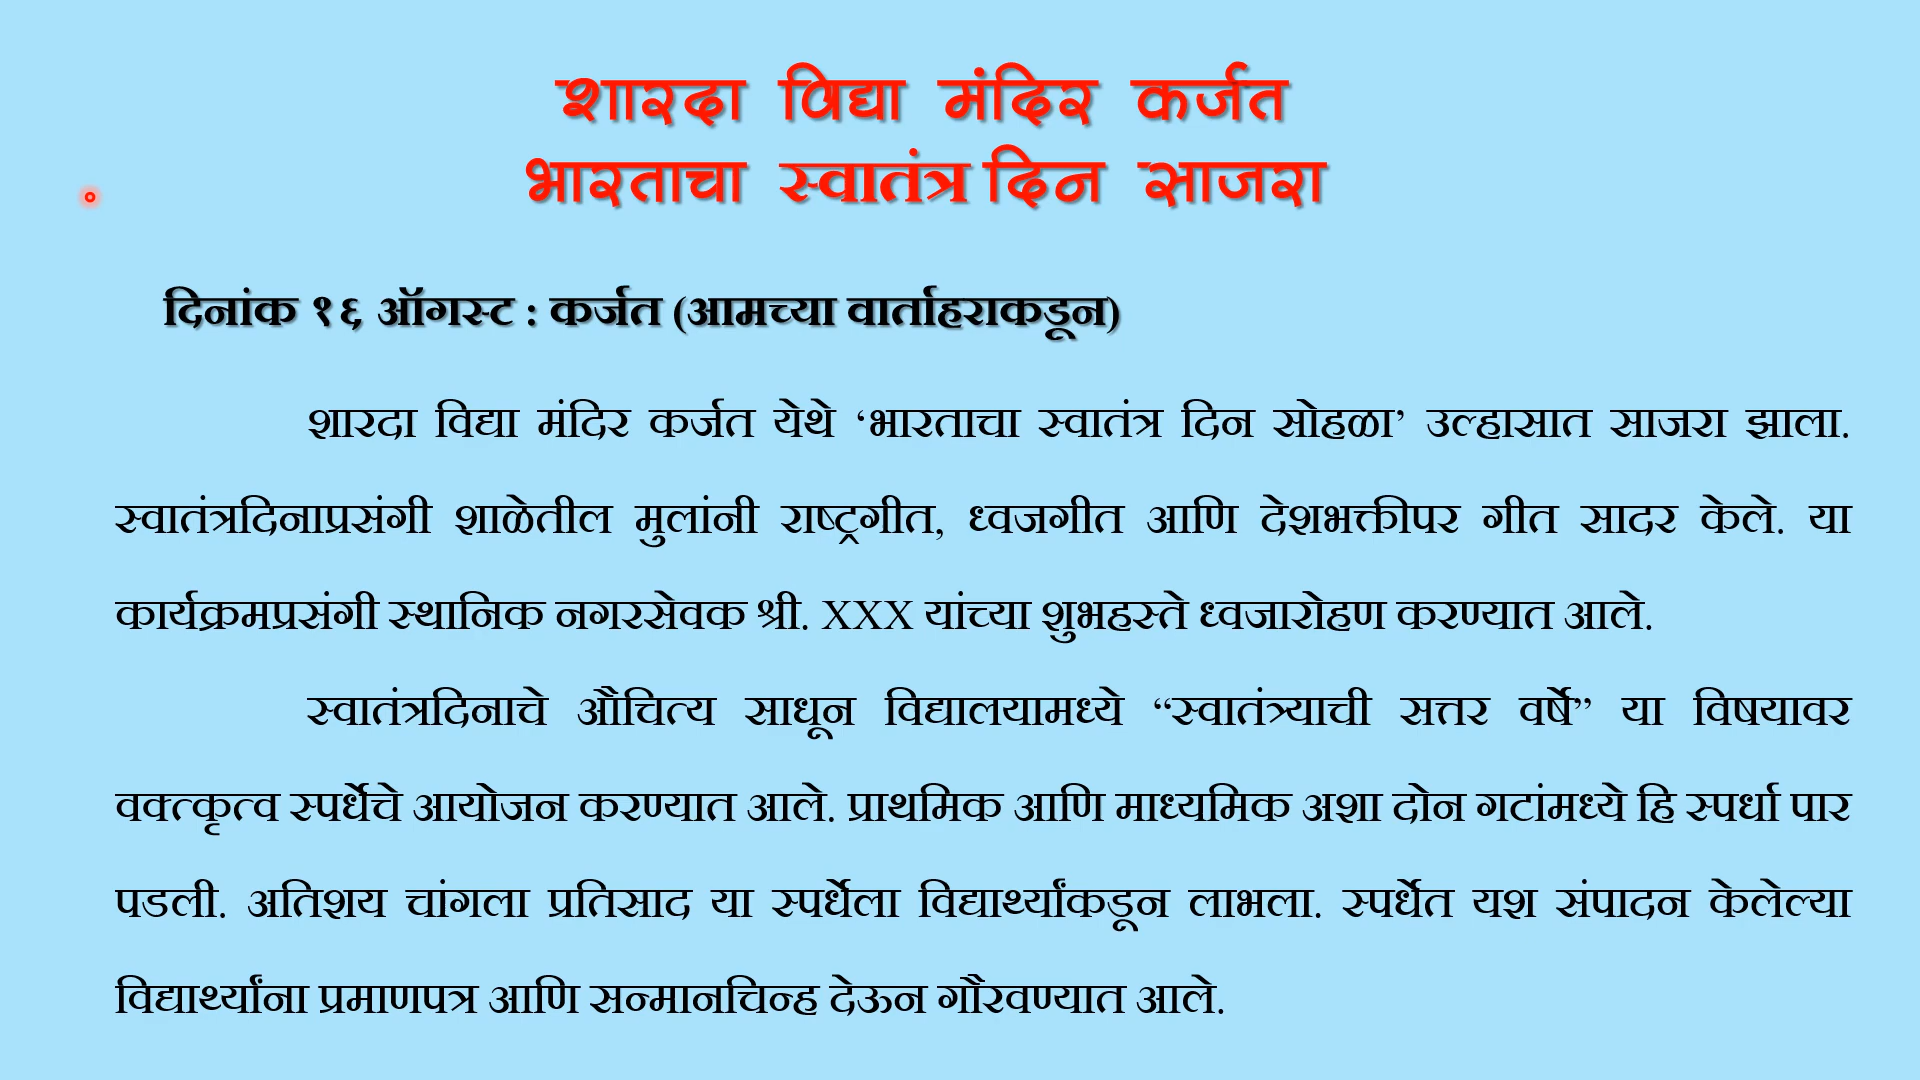 शारदा विद्या मंदिर कर्जत
भारताचा स्वातंत्र दिन साजरा
दिनांक १६ ऑगस्ट : कर्जत (आमच्या वार्ताहराकडून)
शारदा विद्या मंदिर कर्जत येथे ‘भारताचा स्वातंत्र दिन सोहळा’ उल्हासात साजरा झाला.
स्वातंत्रदिनाप्रसंगी शाळेतील मुलांनी राष्ट्रगीत, ध्वजगीत आणि देशभक्तीपर गीत सादर केले. या
कार्यक्रमप्रसंगी स्थानिक नगरसेवक श्री. XXX यांच्या शुभहस्ते ध्वजारोहण करण्यात आले.
स्वातंत्रदिनाचे औचित्य साधून विद्यालयामध्ये “स्वातंत्र्याची सत्तर वर्षे” या विषयावर
वक्त्कृत्व स्पर्धेचे आयोजन करण्यात आले. प्राथमिक आणि माध्यमिक अशा दोन गटांमध्ये हि स्पर्धा पार
पडली. अतिशय चांगला प्रतिसाद या स्पर्धेला विद्यार्थ्यांकडून लाभला. स्पर्धेत यश संपादन केलेल्या
विद्यार्थ्यांना प्रमाणपत्र आणि सन्मानचिन्ह देऊन गौरवण्यात आले.